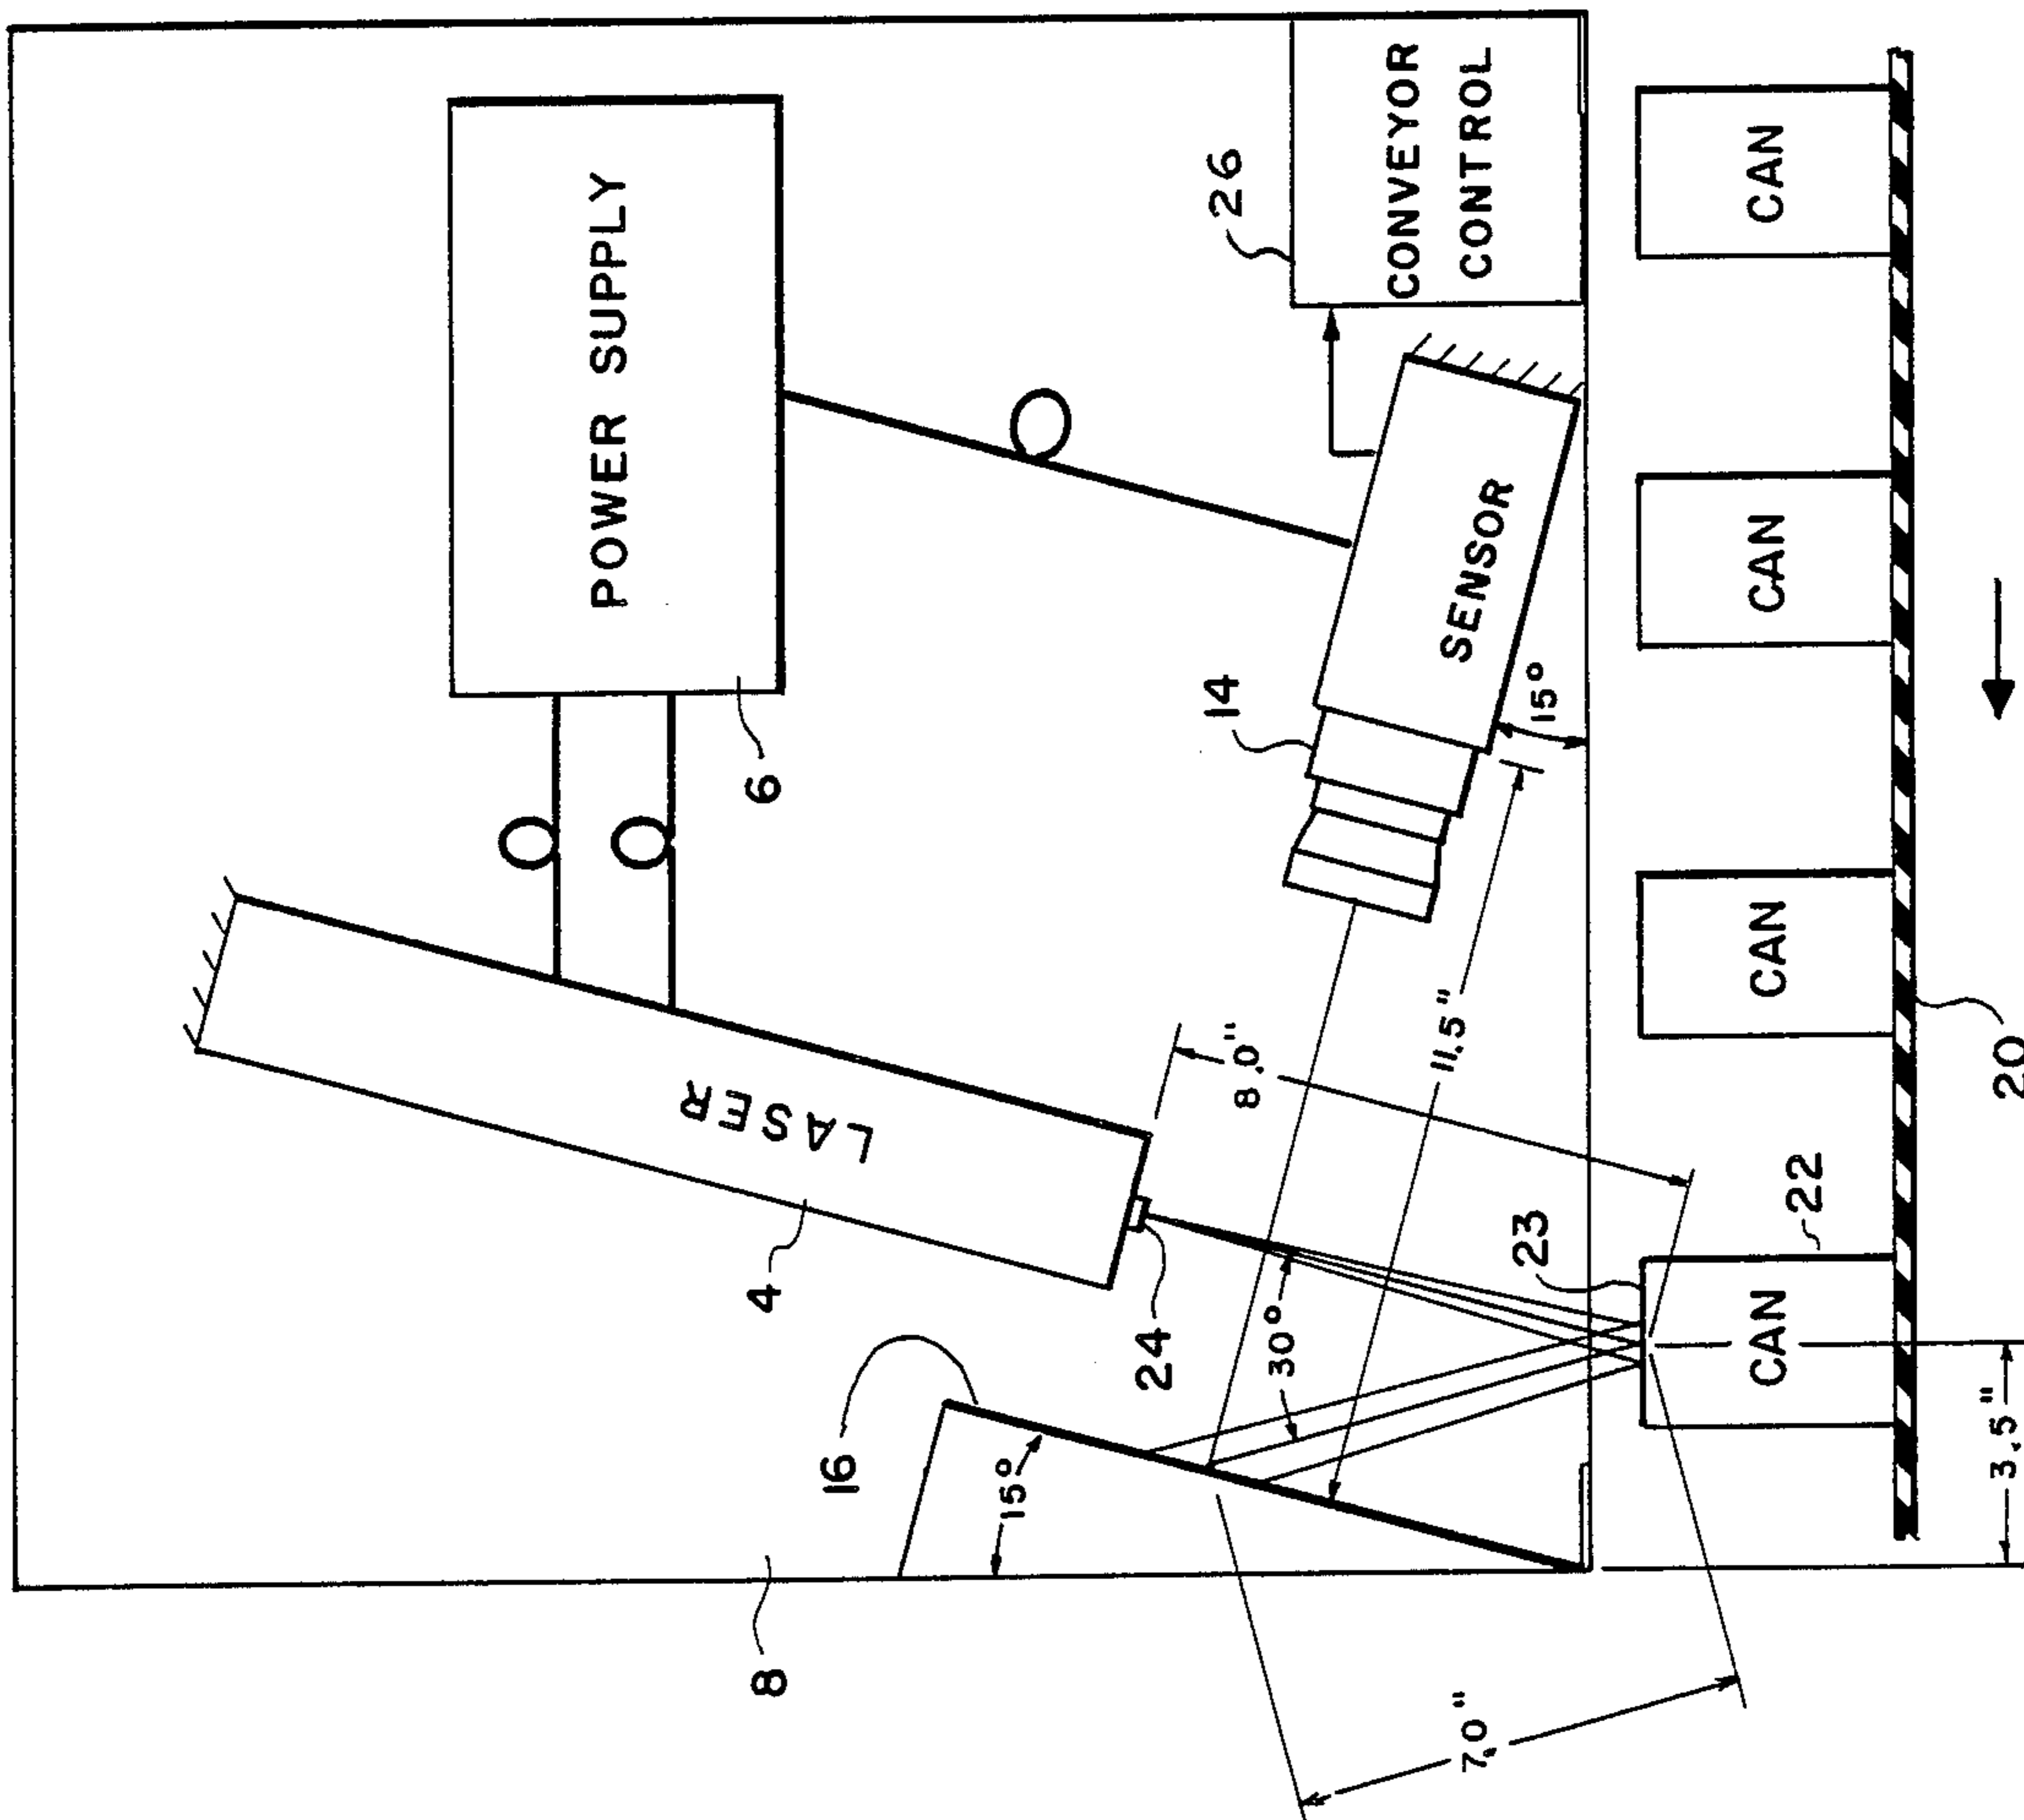 POWER SUPPLY
6
LASER
4
24
16
15°
30°
8
14
SENSOR
15°
26
CONVEYOR
CONTROL
8.0"
11.5"
7.0"
23
22
CAN
CAN
CAN
CAN
20
3.5"